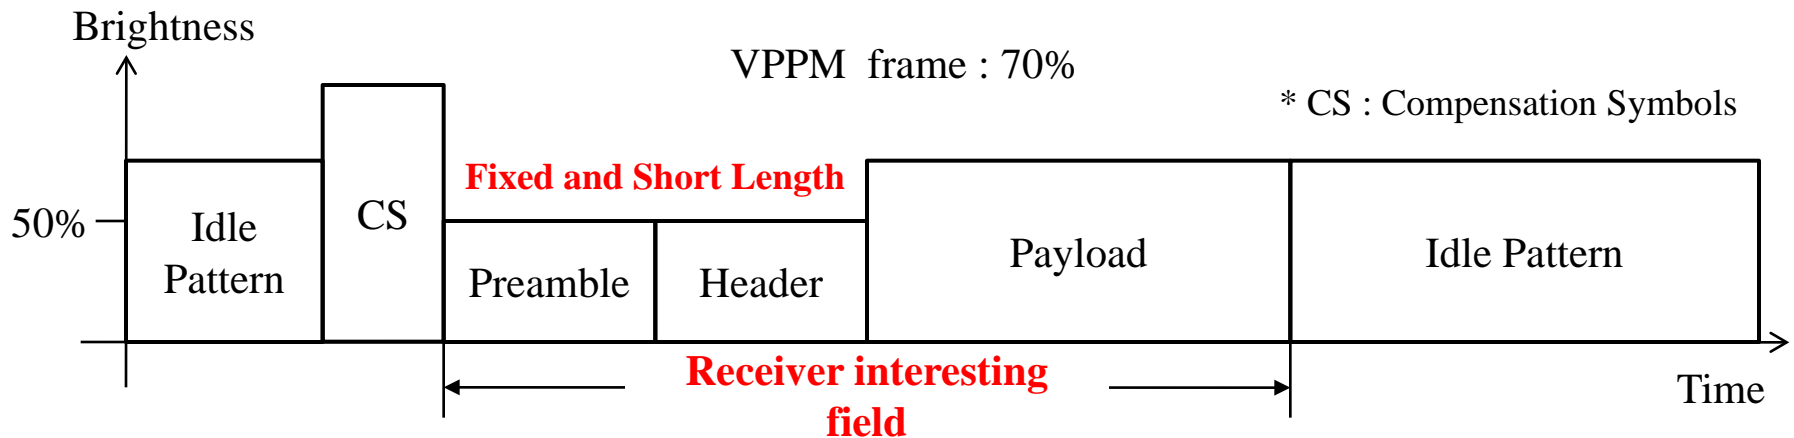 Brightness
VPPM frame : 70%
* CS : Compensation Symbols
Fixed and Short Length
50%
Idle
Pattern
CS
Preamble
Header
Payload
Idle Pattern
Receiver interesting
field
Time